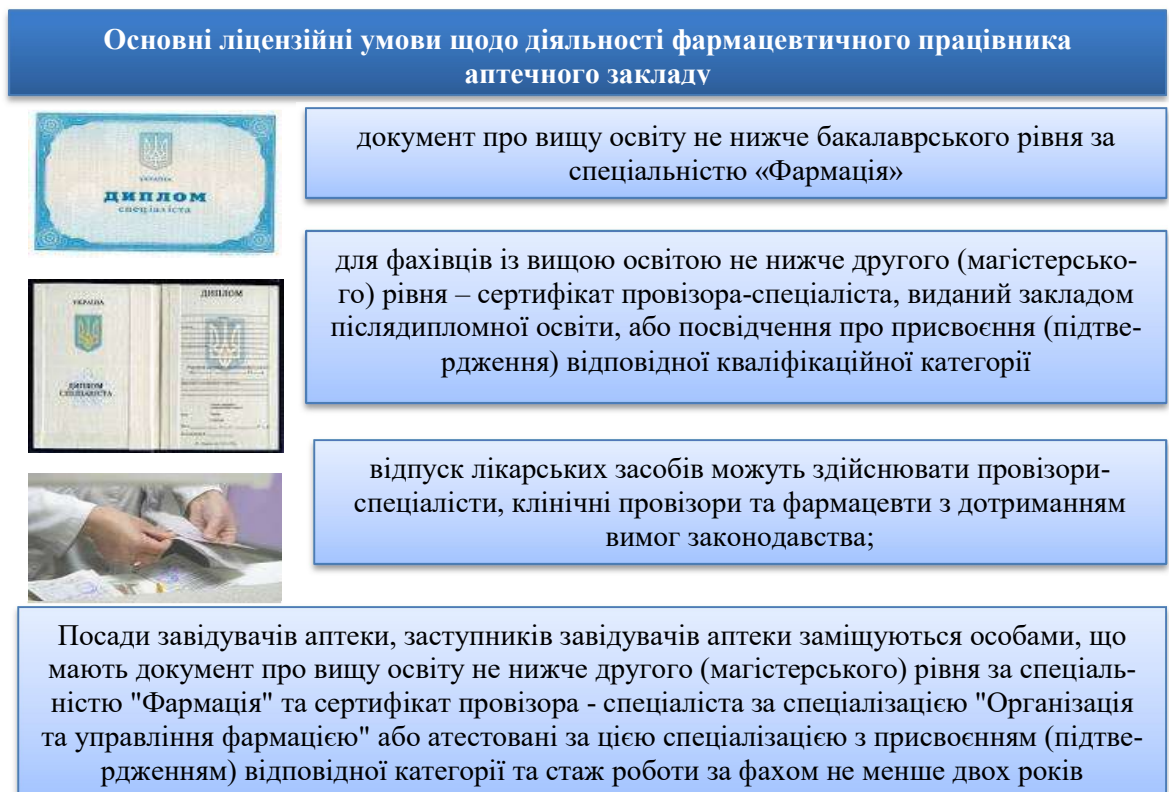 Основні ліцензійні умови щодо діяльності фармацевтичного працівника
аптечного закладу
УКРАЇНА
ДИПЛОМ
спеціаліста
документ про вищу освіту не нижче бакалаврського рівня за
спеціальністю «Фармація»
УКРАЇНА
ДИПЛОМ
ДИПЛОМ
СПЕЦІАЛІСТА
для фахівців із вищою освітою не нижче другого (магістерсько-
го) рівня – сертифікат провізора-спеціаліста, виданий закладом
післядипломної освіти, або посвідчення про присвоєння (підтве-
рдження) відповідної кваліфікаційної категорії
відпуск лікарських засобів можуть здійснювати провізори-
спеціалісти, клінічні провізори та фармацевти з дотриманням
вимог законодавства;
Посади завідувачів аптеки, заступників завідувачів аптеки заміщуються особами, що
мають документ про вищу освіту не нижче другого (магістерського) рівня за спеціаль-
ністю "Фармація" та сертифікат провізора - спеціаліста за спеціалізацією "Організація
та управління фармацією" або атестовані за цією спеціалізацією з присвоєнням (підтве-
рдженням) відповідної категорії та стаж роботи за фахом не менше двох років